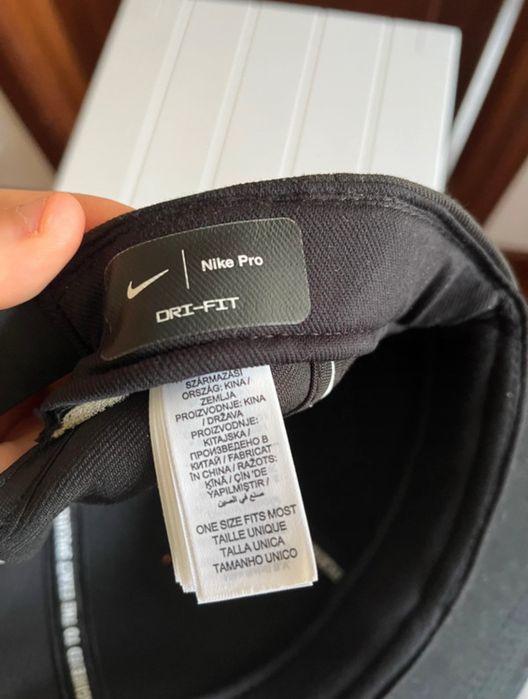 Nike Pro
DRI-FIT
SZÁRMAZÁSI
ORSZÁG: KÍNA /
ZEMLJA
PROIZVODNJE: KINA
/ DRŽAVA
PROIZVODNJE:
KITAJSKA /
ПРОИЗВЕДЕНО В
КИТАЙ / FABRICAT
ÎN CHINA / RAŽOTS:
ĶĪNĀ / ÇİN 'DE
YAPILMIŞTIR /
صنع في الصين
ONE SIZE FITS MOST
TAILLE UNIQUE
TALLA UNICA
TAMANHO UNICO